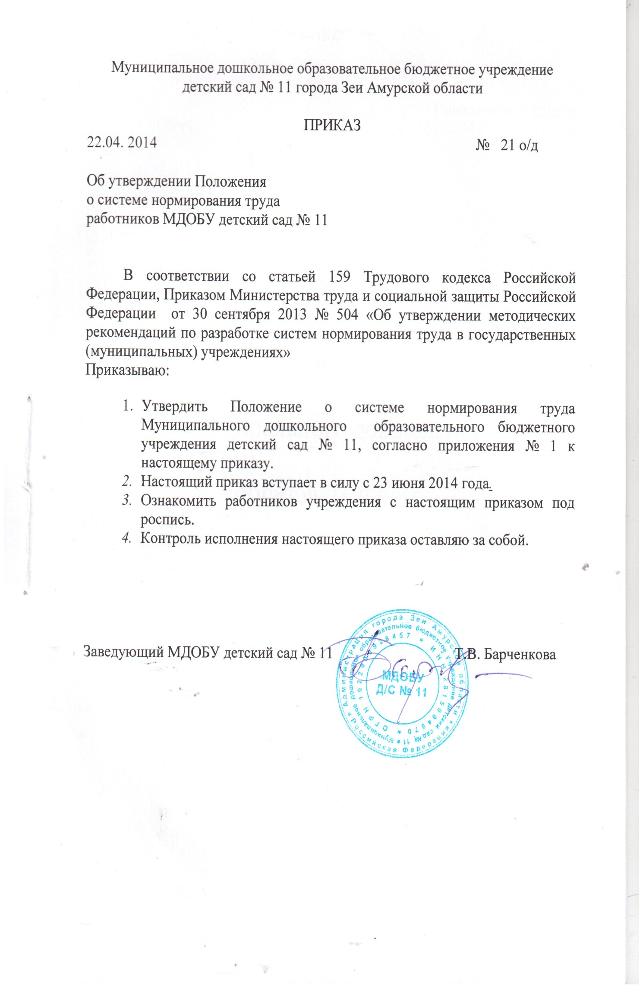 Муниципальное дошкольное образовательное бюджетное учреждение
детский сад № 11 города Зеи Амурской области
ПРИКАЗ
22.04. 2014 № 21 о/д
Об утверждении Положения
о системе нормирования труда
работников МДОБУ детский сад № 11
В соответствии со статьей 159 Трудового кодекса Российской
Федерации, Приказом Министерства труда и социальной защиты Российской
Федерации от 30 сентября 2013 № 504 «Об утверждении методических
рекомендаций по разработке систем нормирования труда в государственных
(муниципальных) учреждениях»
Приказываю:
1. Утвердить Положение о системе нормирования труда
Муниципального дошкольного образовательного бюджетного
учреждения детский сад № 11, согласно приложения № 1 к
настоящему приказу.
2. Настоящий приказ вступает в силу с 23 июня 2014 года.
3. Ознакомить работников учреждения с настоящим приказом под
роспись.
4. Контроль исполнения настоящего приказа оставляю за собой.
Заведующий МДОБУ детский сад № 11 Т.В. Барченкова
* Российская Федерация * Администрация города Зеи Амурской области
* Муниципальное дошкольное образовательное бюджетное учреждение детский сад № 11
* ОГРН 1022800928457 * ИНН 2815004970
МДОБУ
Д/С № 11